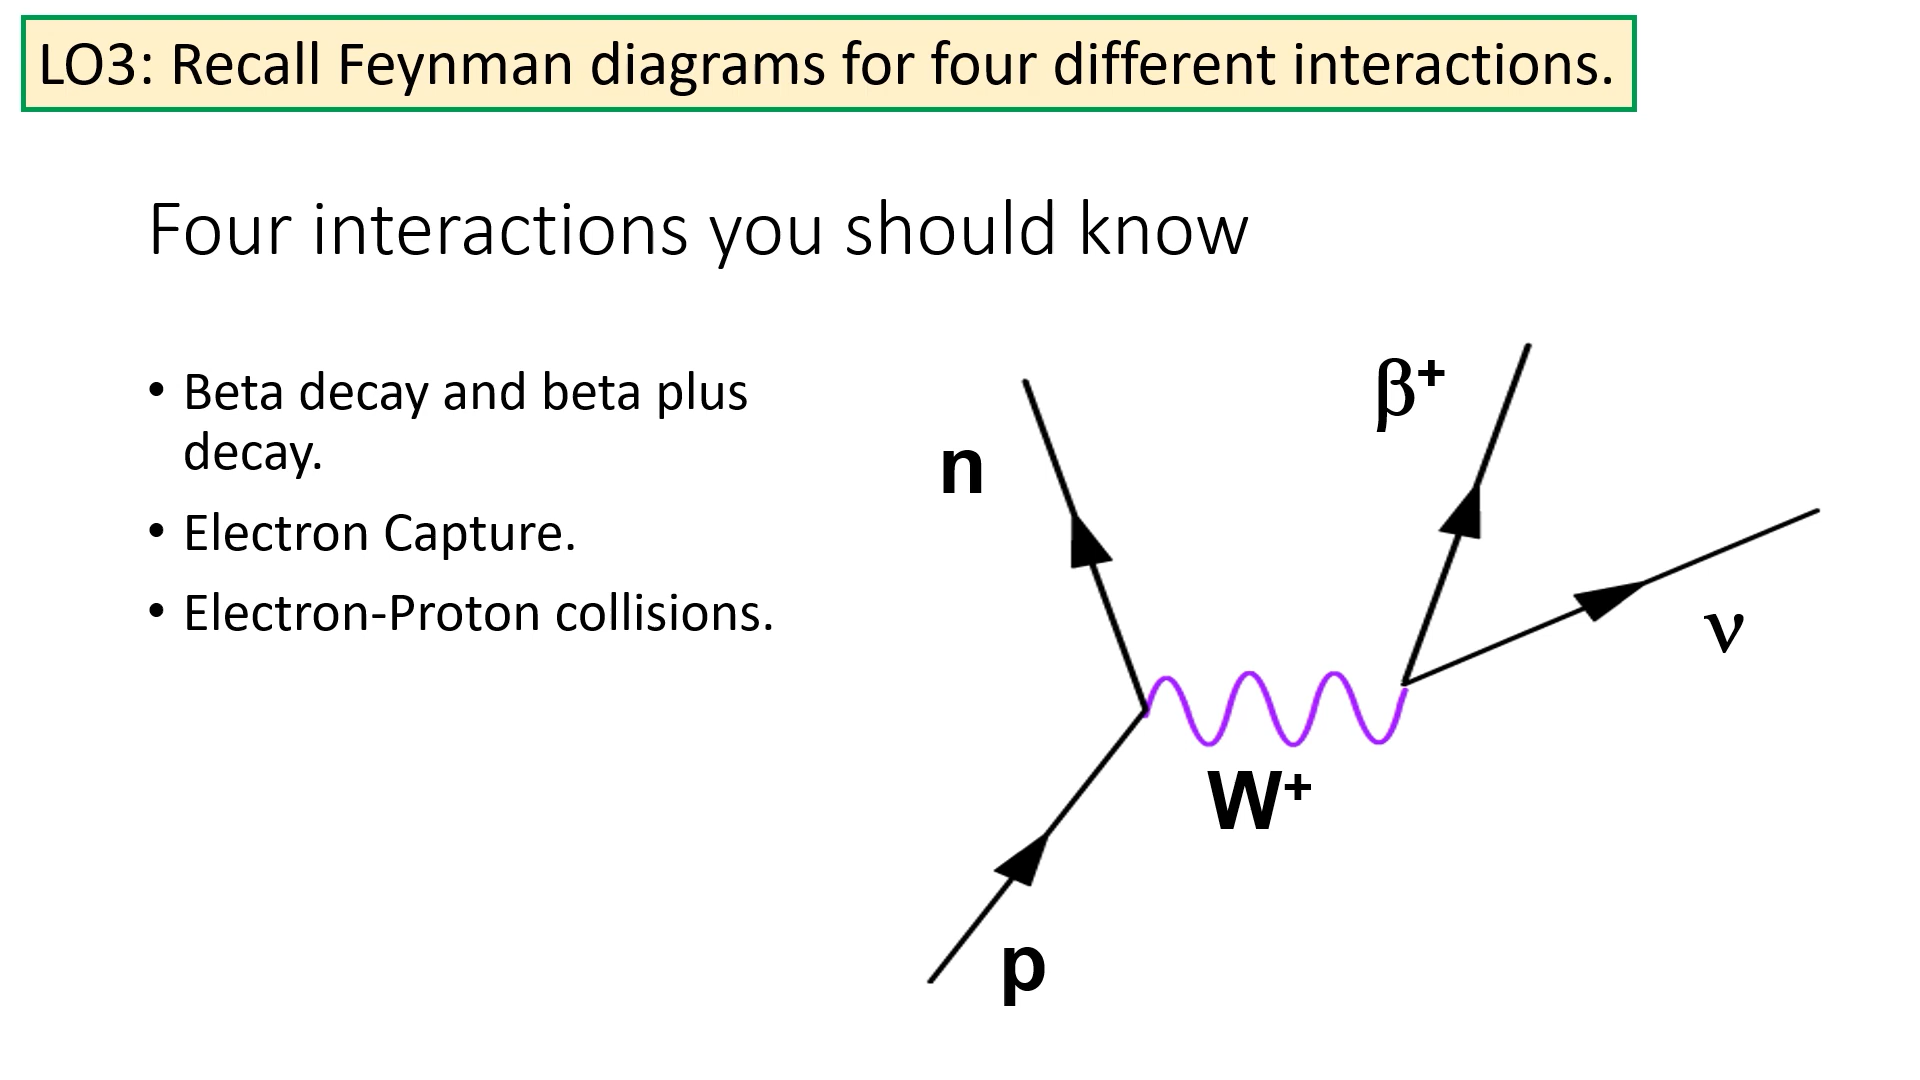 LO3: Recall Feynman diagrams for four different interactions.
Four interactions you should know
• Beta decay and beta plus
decay.
• Electron Capture.
• Electron-Proton collisions.
n
β⁺
ν
W⁺
p